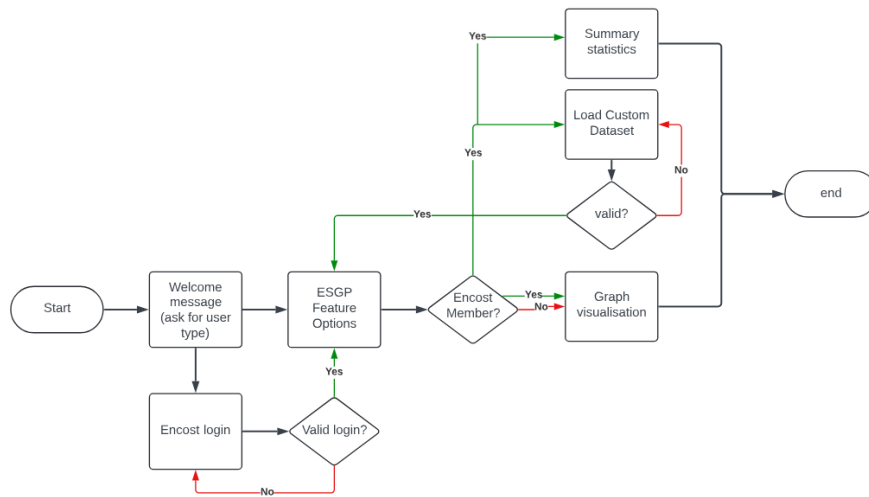 Yes
Summary
statistics
Load Custom
Dataset
Yes
No
Yes
valid?
end
Start
Welcome
message
(ask for user
type)
ESGP
Feature
Options
Encost
Member?
Yes
No
Graph
visualisation
Yes
Encost login
Valid login?
No